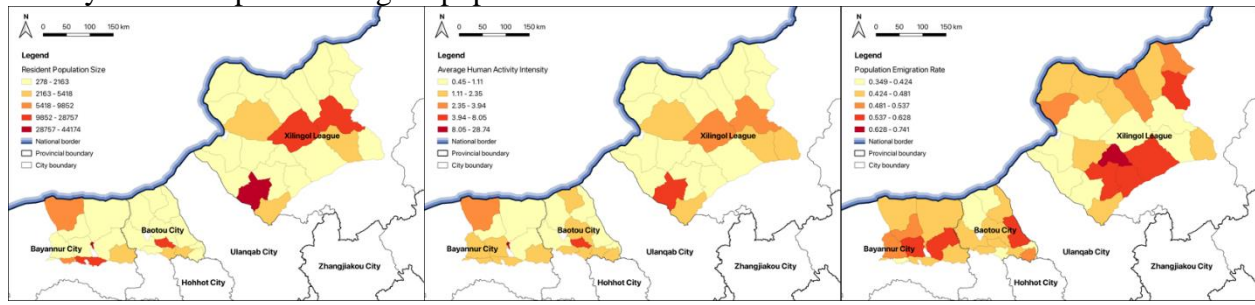 N
0 50 100 150 km
Legend
Resident Population Size
278 - 2163
2163 - 5418
5418 - 9852
9852 - 28757
28757 - 44174
National border
Provincial boundary
City boundary
Xilingol League
Baotou City
Bayannur City
Ulanqab City
Zhangjiakou City
Hohhot City
N
0 50 100 150 km
Legend
Average Human Activity Intensity
0.45 - 1.11
1.11 - 2.35
2.35 - 3.94
3.94 - 8.05
8.05 - 28.74
National border
Provincial boundary
City boundary
Xilingol League
Baotou City
Bayannur City
Ulanqab City
Zhangjiakou City
Hohhot City
N
0 50 100 150 km
Legend
Population Emigration Rate
0.349 - 0.424
0.424 - 0.481
0.481 - 0.537
0.537 - 0.628
0.628 - 0.741
National border
Provincial boundary
City boundary
Xilingol League
Baotou City
Bayannur City
Ulanqab City
Zhangjiakou City
Hohhot City